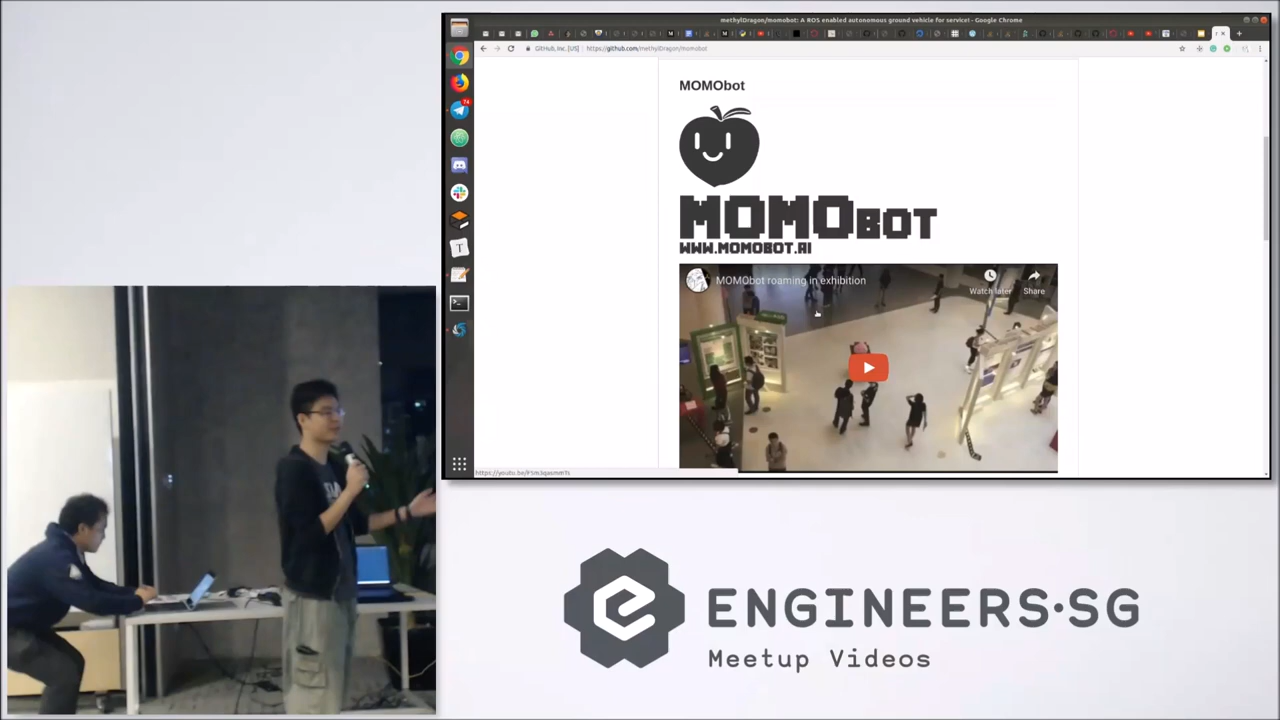 methylDragon/momobot: A ROS enabled autonomous ground vehicle for service! - Google Chrome
GitHub, Inc. [US]
https://github.com/methylDragon/momobot
74
MOMObot
MOMOBOT
WWW.MOMOBOT.AI
MOMObot roaming in exhibition
Watch later
Share
T
ENGINEERS·SG
Meetup Videos